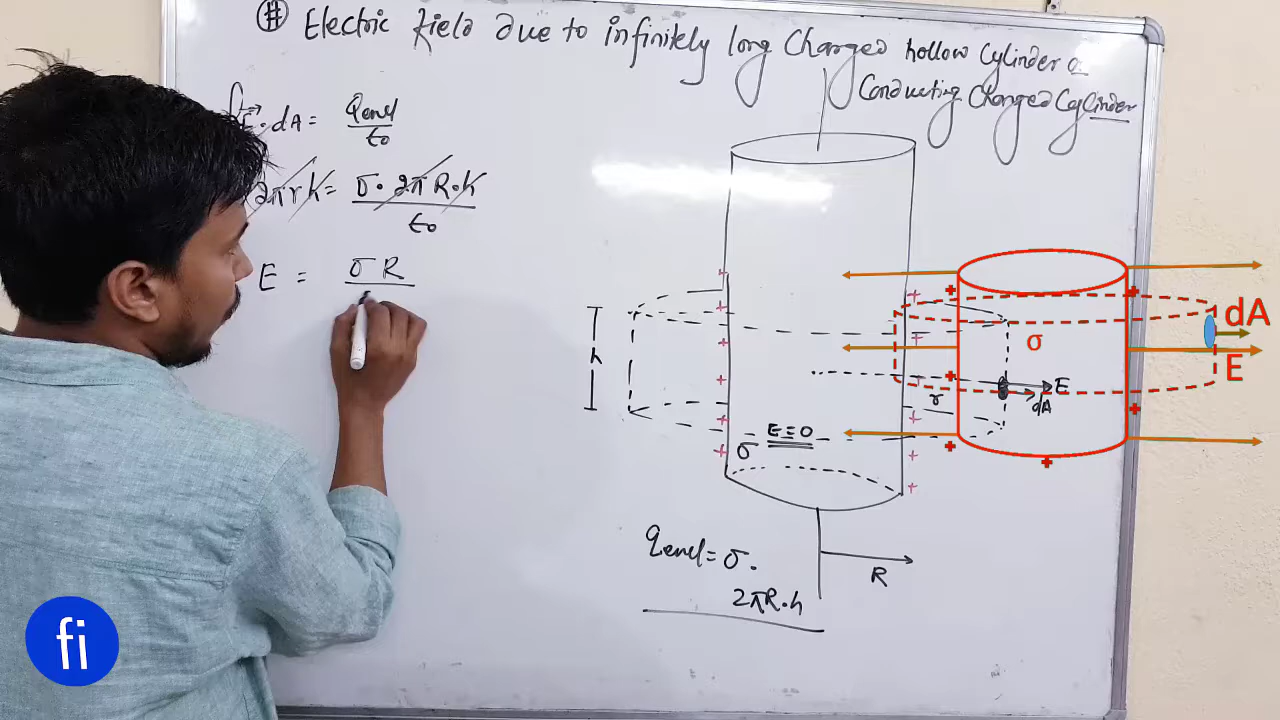 # Electric field due to infinitely long Charged hollow Cylinder or
Conducting Charged Cylinder
∮E⃗·dA = qencl/ε0
2πrh = σ·2πR·h/ε0
E = σR
h
E=0
σ
r
E
dA
qencl = σ·
2πR·h
R
σ
dA
E
fi